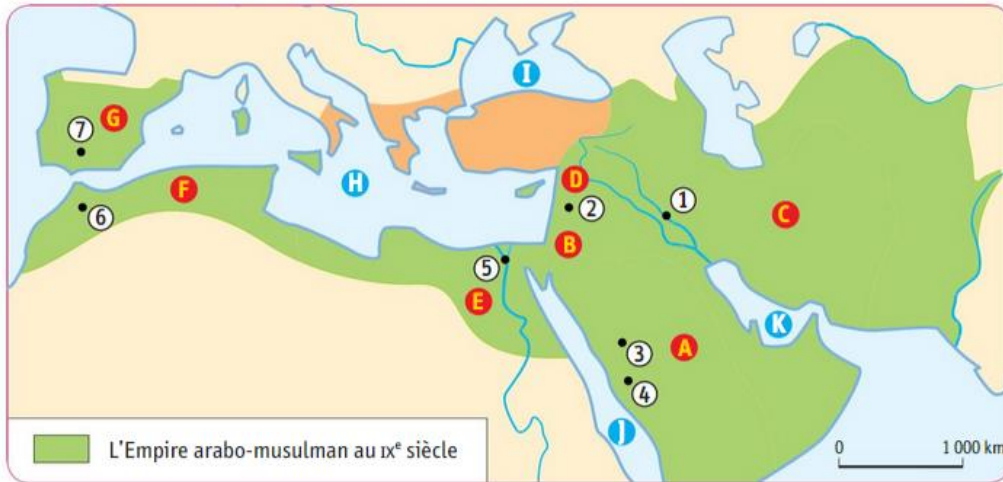 I
G
7
H
F
D
1
6
2
C
B
5
E
K
3
A
4
J
L'Empire arabo-musulman au IXᵉ siècle
0 1 000 km